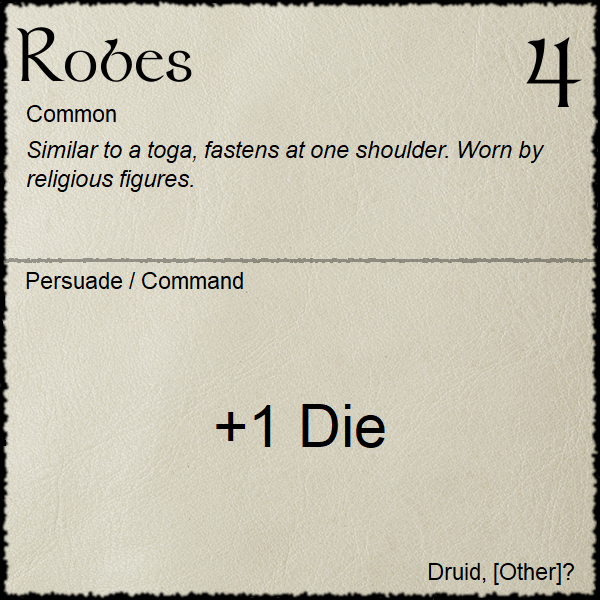 Robes
4
Common
Similar to a toga, fastens at one shoulder. Worn by
religious figures.
Persuade / Command
+1 Die
Druid, [Other]?